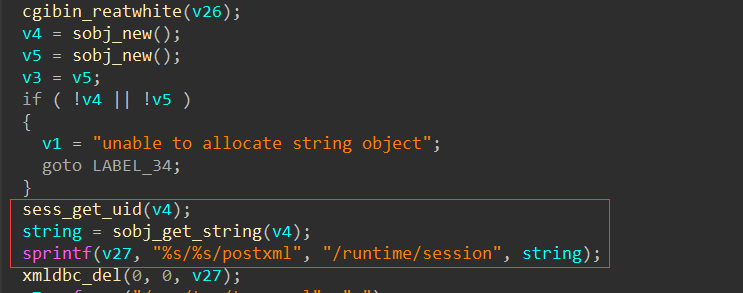 cgibin_reatwhite(v26);
v4 = sobj_new();
v5 = sobj_new();
v3 = v5;
if ( !v4 || !v5 )
{
v1 = "unable to allocate string object";
goto LABEL_34;
}
sess_get_uid(v4);
string = sobj_get_string(v4);
sprintf(v27, "%s/%s/postxml", "/runtime/session", string);
xmldbc_del(0, 0, v27);